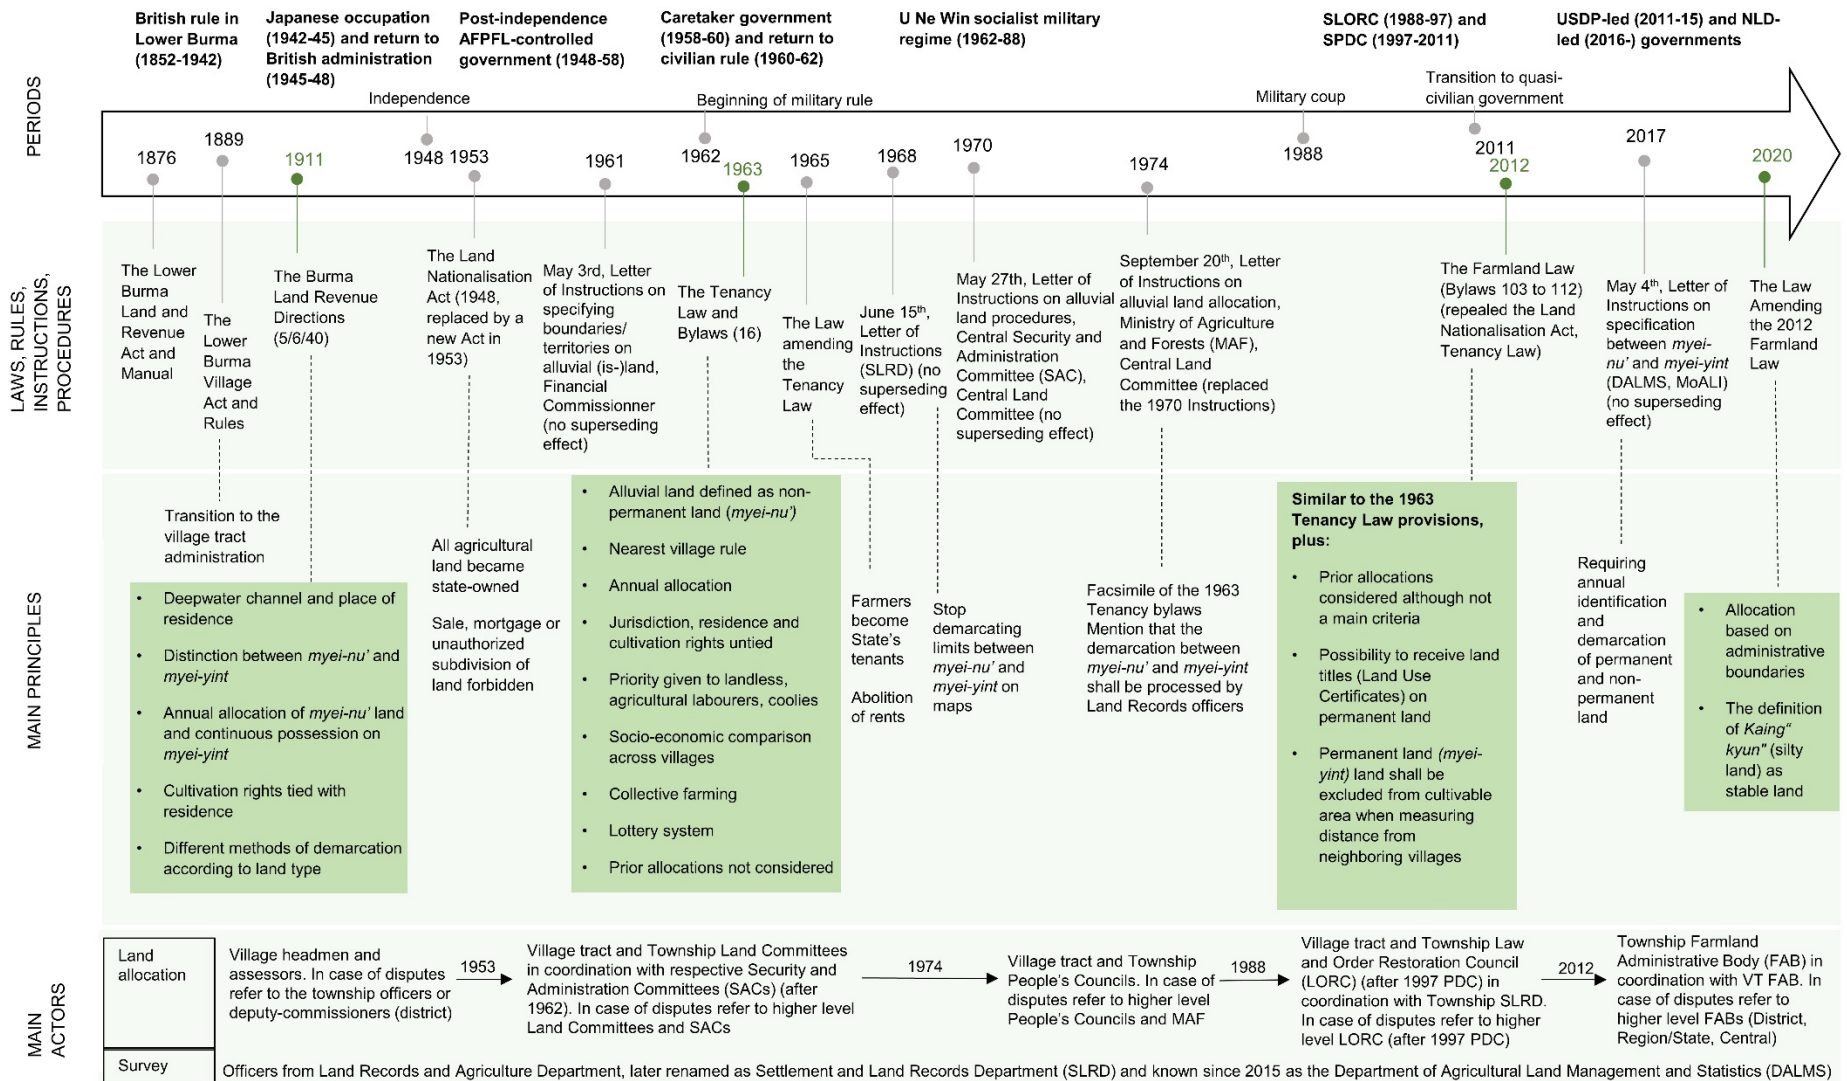 British rule in
Lower Burma
(1852-1942)
Japanese occupation
(1942-45) and return to
British administration
(1945-48)
Post-independence
AFPFL-controlled
government (1948-58)
Caretaker government
(1958-60) and return to
civilian rule (1960-62)
U Ne Win socialist military
regime (1962-88)
SLORC (1988-97) and
SPDC (1997-2011)
USDP-led (2011-15) and NLD-
led (2016-) governments
PERIODS
Independence
Beginning of military rule
Military coup
Transition to quasi-
civilian government
1876
1889
1911
1948
1953
1961
1962
1963
1965
1968
1970
1974
1988
2011
2012
2017
2020
LAWS, RULES,
INSTRUCTIONS,
PROCEDURES
The Lower
Burma
Land and
Revenue
Act and
Manual
The
Lower
Burma
Village
Act and
Rules
The Burma
Land Revenue
Directions
(5/6/40)
The Land
Nationalisation
Act (1948,
replaced by a
new Act in
1953)
May 3rd, Letter
of Instructions on
specifying
boundaries/
territories on
alluvial (is-)land,
Financial
Commissionner
(no superseding
effect)
The Tenancy
Law and
Bylaws (16)
The Law
amending
the
Tenancy
Law
June 15th,
Letter of
Instructions
(SLRD) (no
superseding
effect)
May 27th, Letter of
Instructions on alluvial
land procedures,
Central Security and
Administration
Committee (SAC),
Central Land
Committee (no
superseding effect)
September 20th, Letter
of Instructions on
alluvial land allocation,
Ministry of Agriculture
and Forests (MAF),
Central Land
Committee (replaced
the 1970 Instructions)
The Farmland Law
(Bylaws 103 to 112)
(repealed the Land
Nationalisation Act,
Tenancy Law)
May 4th, Letter of
Instructions on
specification
between myei-
nu’ and myei-yint
(DALMS, MoALI)
(no superseding
effect)
The Law
Amending
the 2012
Farmland
Law
MAIN PRINCIPLES
Transition to the
village tract
administration
• Deepwater channel and place of
residence
• Distinction between myei-nu’ and
myei-yint
• Annual allocation of myei-nu’ land
and continuous possession on
myei-yint
• Cultivation rights tied with
residence
• Different methods of demarcation
according to land type
All agricultural
land became
state-owned
Sale, mortgage or
unauthorized
subdivision of
land forbidden
• Alluvial land defined as non-
permanent land (myei-nu’)
• Nearest village rule
• Annual allocation
• Jurisdiction, residence and
cultivation rights untied
• Priority given to landless,
agricultural labourers, coolies
• Socio-economic comparison
across villages
• Collective farming
• Lottery system
• Prior allocations not considered
Farmers
become
State’s
tenants
Abolition
of rents
Stop
demarcating
limits between
myei-nu’ and
myei-yint on
maps
Facsimile of the 1963
Tenancy bylaws
Mention that the
demarcation between
myei-nu’ and myei-yint
shall be processed by
Land Records officers
Similar to the 1963
Tenancy Law provisions,
plus:
• Prior allocations
considered although not
a main criteria
• Possibility to receive land
titles (Land Use
Certificates) on
permanent land
• Permanent land (myei-
yint) land shall be
excluded from cultivable
area when measuring
distance from
neighboring villages
Requiring
annual
identification
and
demarcation
of permanent
and non-
permanent
land
• Allocation
based on
administrative
boundaries
• The definition
of Kaing“
kyun" (silty
land) as
stable land
MAIN
ACTORS
Land
allocation
Village headmen and
assessors. In case of disputes
refer to the township officers or
deputy-commissioners (district)
1953
Village tract and Township Land Committees
in coordination with respective Security and
Administration Committees (SACs) (after
1962). In case of disputes refer to higher level
Land Committees and SACs
1974
Village tract and Township
People’s Councils. In case of
disputes refer to higher level
People’s Councils and MAF
1988
Village tract and Township Law
and Order Restoration Council
(LORC) (after 1997 PDC) in
coordination with Township SLRD.
In case of disputes refer to higher
level LORC (after 1997 PDC)
2012
Township Farmland
Administrative Body (FAB) in
coordination with VT FAB. In
case of disputes refer to
higher level FABs (District,
Region/State, Central)
Survey
Officers from Land Records and Agriculture Department, later renamed as Settlement and Land Records Department (SLRD) and known since 2015 as the Department of Agricultural Land Management and Statistics (DALMS)